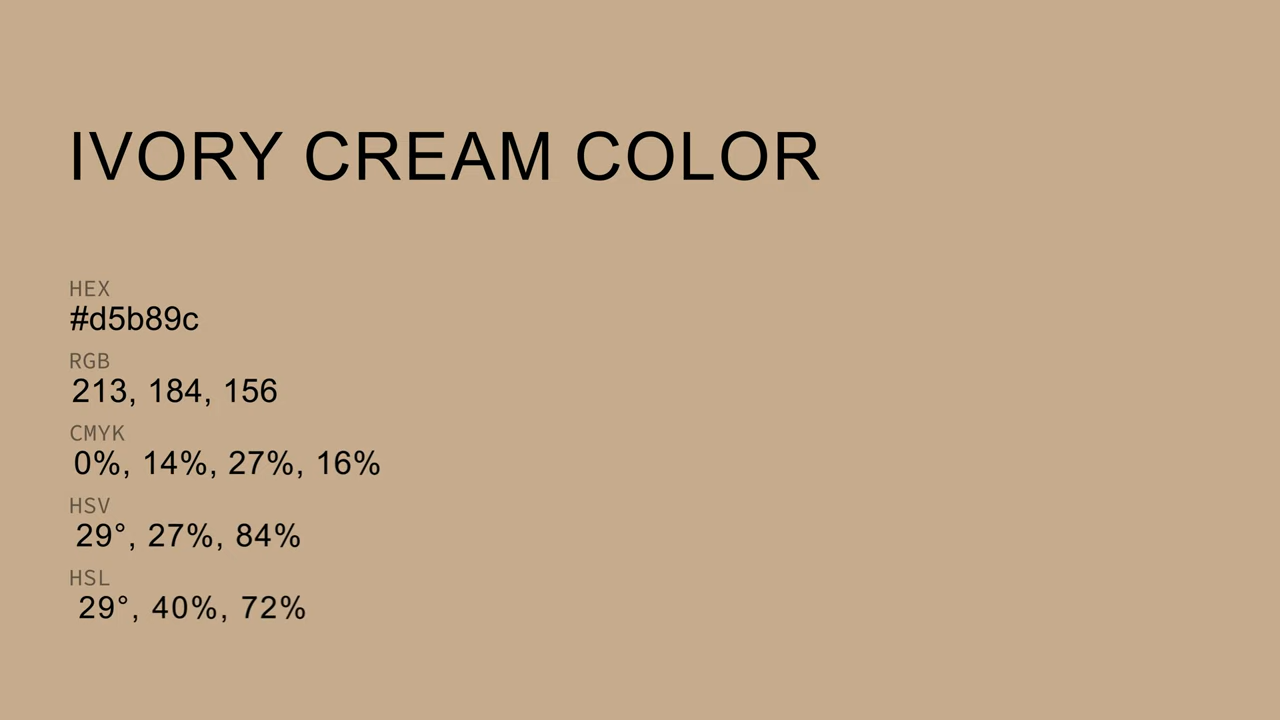 IVORY CREAM COLOR
HEX
#d5b89c
RGB
213, 184, 156
CMYK
0%, 14%, 27%, 16%
HSV
29°, 27%, 84%
HSL
29°, 40%, 72%